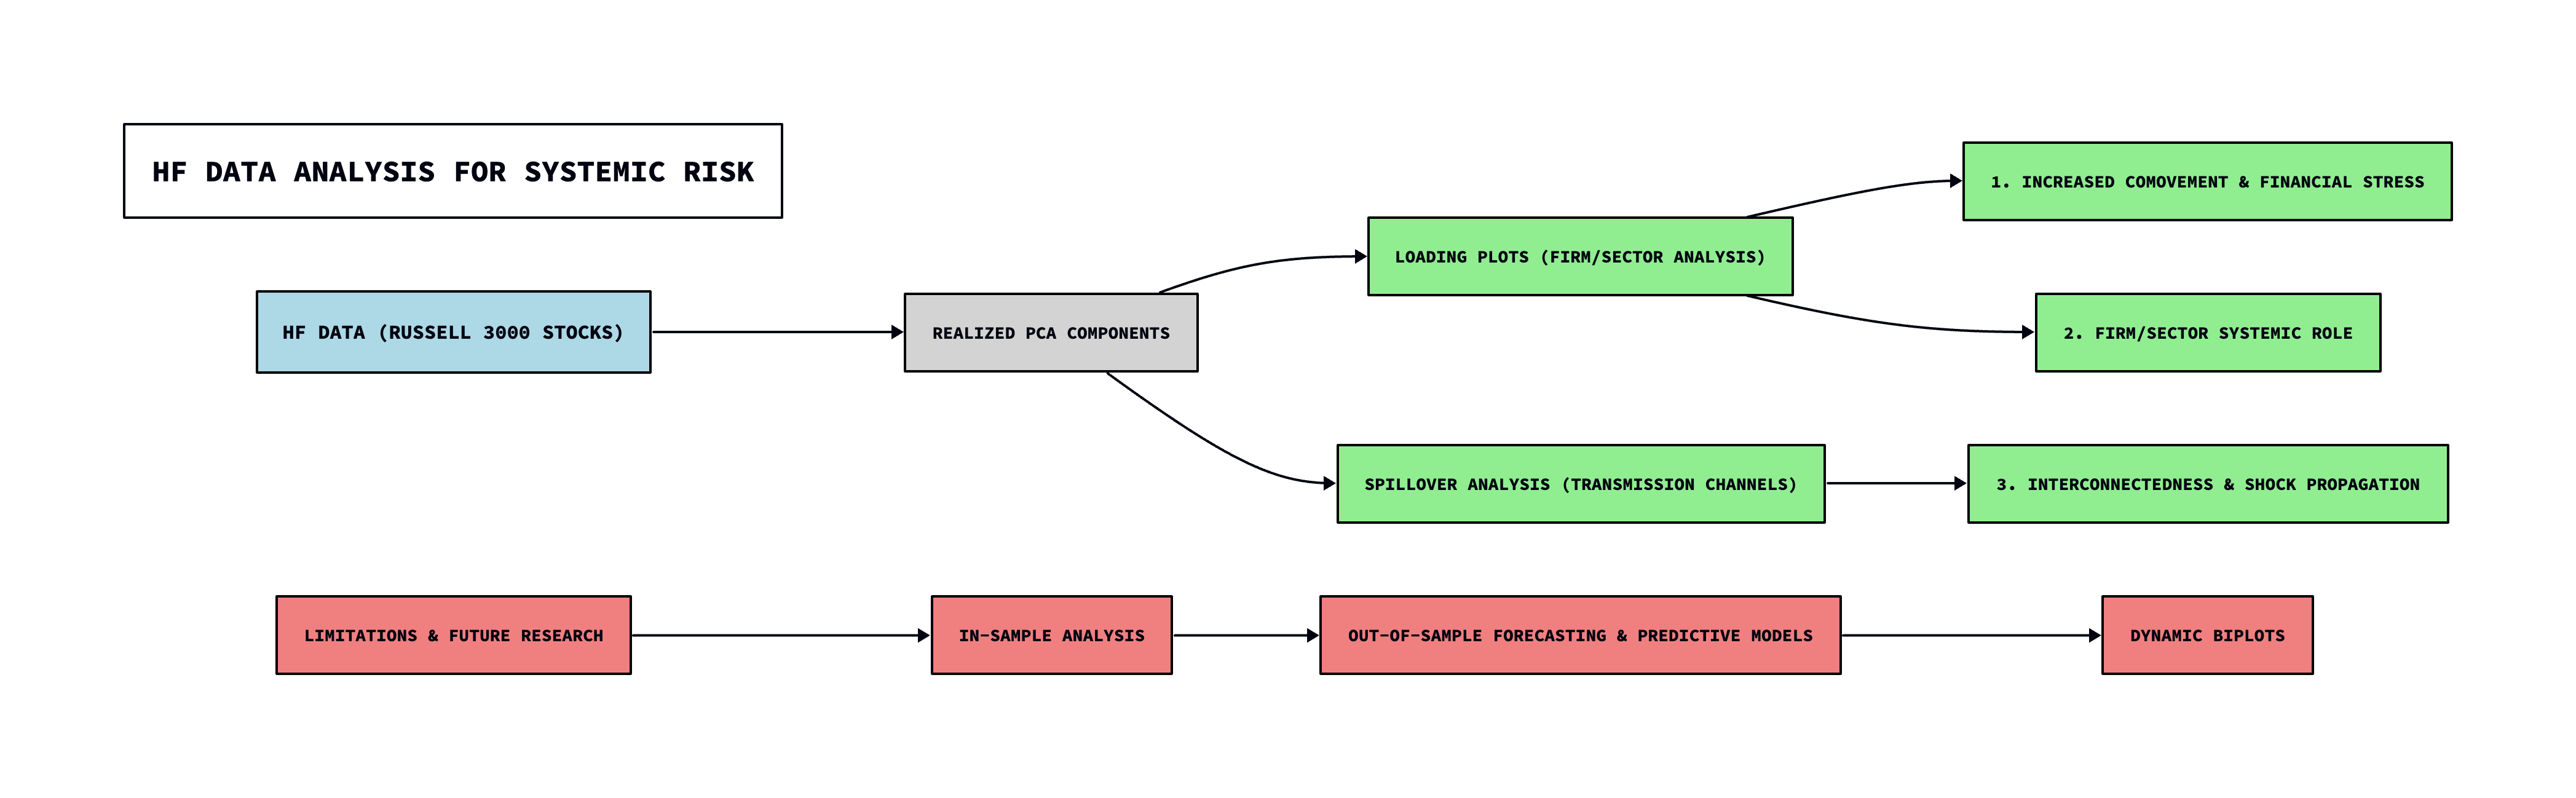 HF DATA ANALYSIS FOR SYSTEMIC RISK
HF DATA (RUSSELL 3000 STOCKS)
REALIZED PCA COMPONENTS
LOADING PLOTS (FIRM/SECTOR ANALYSIS)
1. INCREASED COMOVEMENT & FINANCIAL STRESS
2. FIRM/SECTOR SYSTEMIC ROLE
SPILLOVER ANALYSIS (TRANSMISSION CHANNELS)
3. INTERCONNECTEDNESS & SHOCK PROPAGATION
LIMITATIONS & FUTURE RESEARCH
IN-SAMPLE ANALYSIS
OUT-OF-SAMPLE FORECASTING & PREDICTIVE MODELS
DYNAMIC BIPLOTS